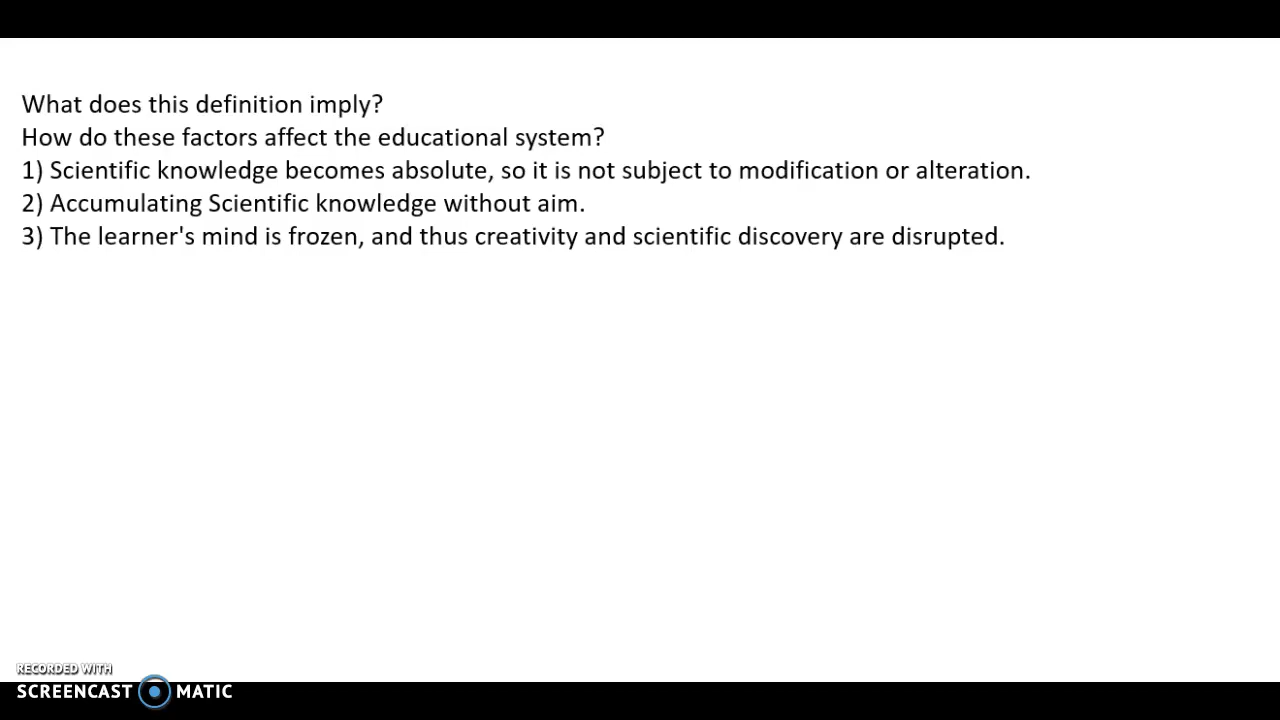 What does this definition imply?
How do these factors affect the educational system?
1) Scientific knowledge becomes absolute, so it is not subject to modification or alteration.
2) Accumulating Scientific knowledge without aim.
3) The learner's mind is frozen, and thus creativity and scientific discovery are disrupted.
RECORDED WITH
SCREENCAST MATIC